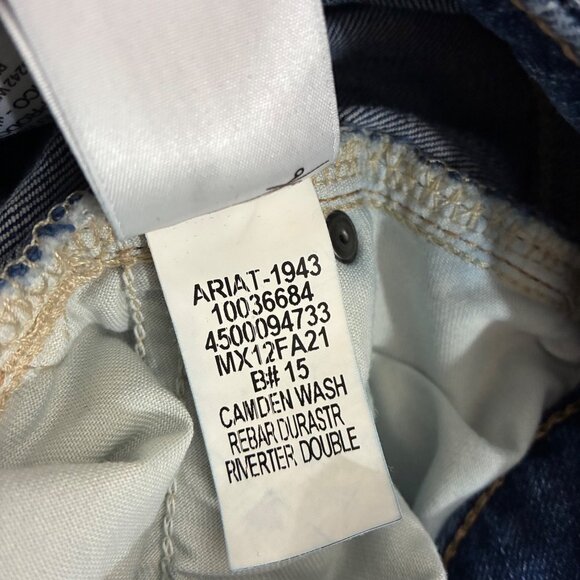 ARIAT-1943
10036684
4500094733
MX12FA21
B# 15
CAMDEN WASH
REBAR DURASTR
RIVERTER DOUBLE